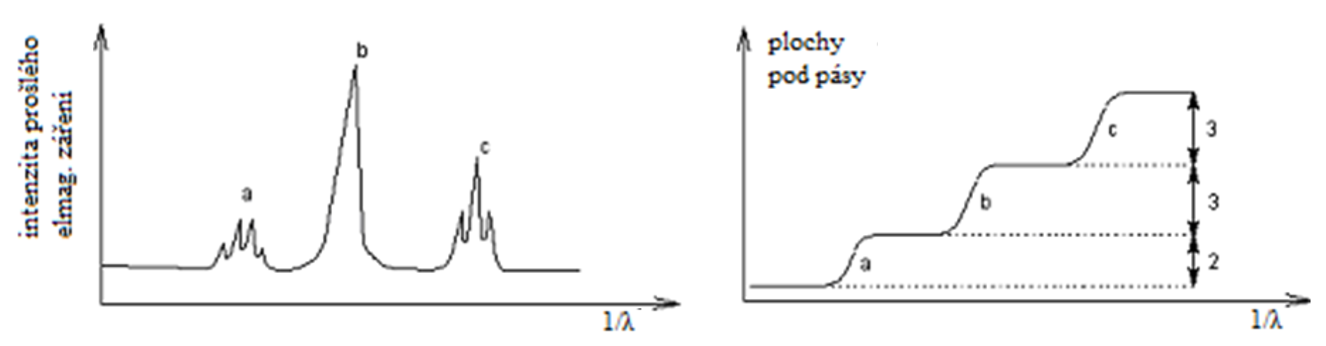 intenzita prošlého
elmag. záření
a
b
c
1/λ
plochy
pod pásy
a
b
c
3
3
2
1/λ